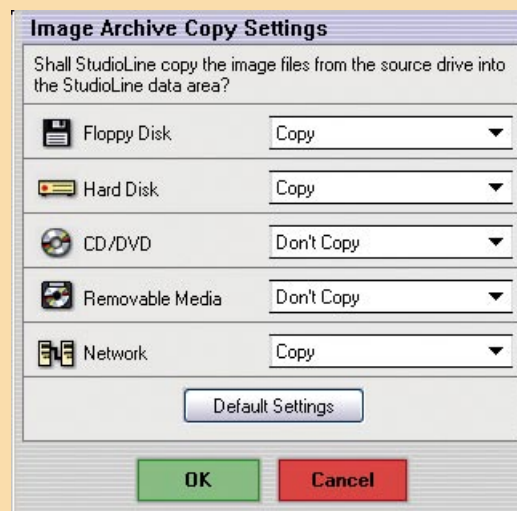 Image Archive Copy Settings
Shall StudioLine copy the image files from the source drive into
the StudioLine data area?
Floppy Disk Copy
Hard Disk Copy
CD/DVD Don't Copy
Removable Media Don't Copy
Network Copy
Default Settings
OK Cancel